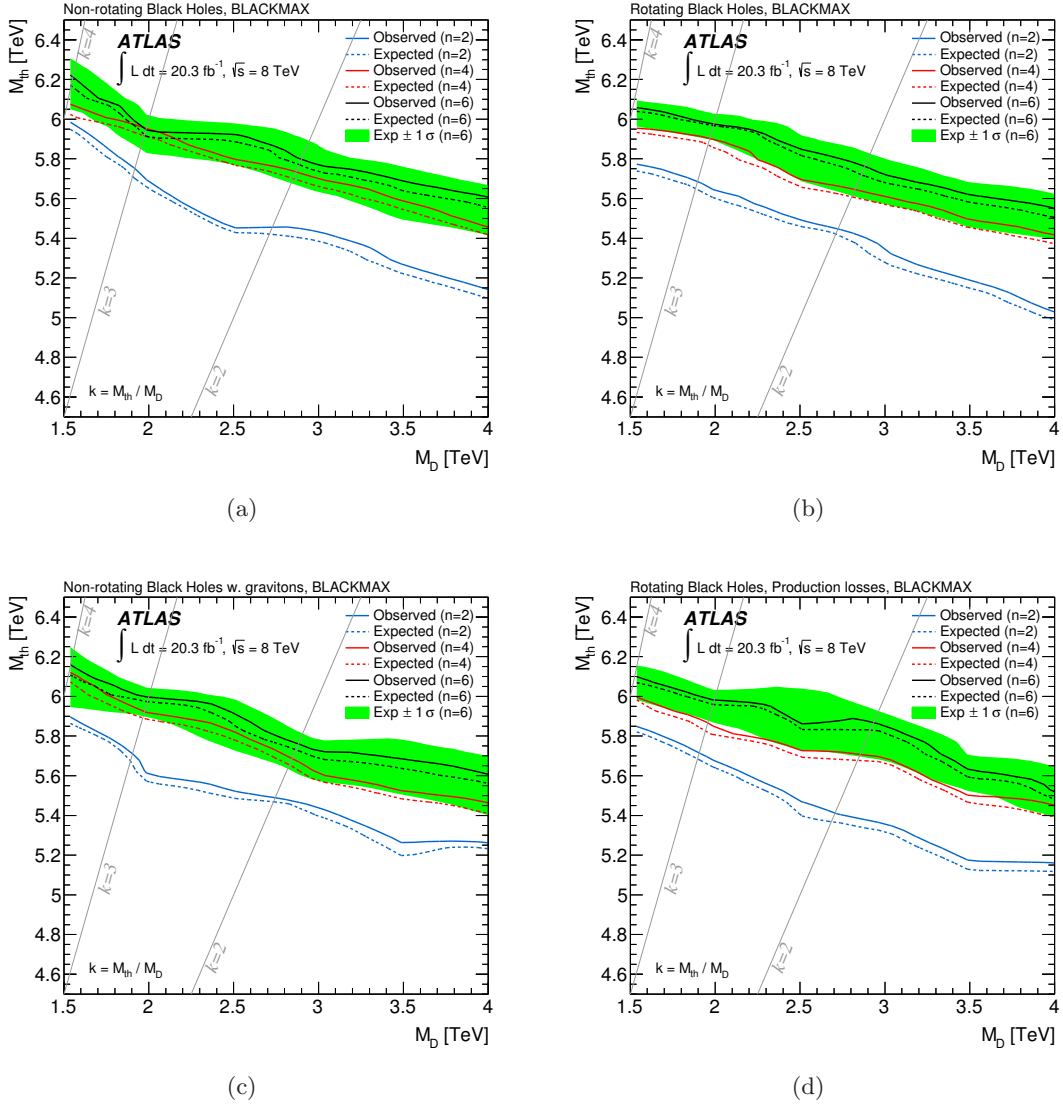 Non-rotating Black Holes, BLACKMAX
M_th [TeV]
6.4
6.2
6
5.8
5.6
5.4
5.2
5
4.8
4.6
k=4
k=3
k=2
ATLAS
∫ L dt = 20.3 fb⁻¹, √s = 8 TeV
Observed (n=2)
Expected (n=2)
Observed (n=4)
Expected (n=4)
Observed (n=6)
Expected (n=6)
Exp ± 1 σ (n=6)
k = M_th / M_D
1.5 2 2.5 3 3.5 4
M_D [TeV]
(a)
Rotating Black Holes, BLACKMAX
M_th [TeV]
6.4
6.2
6
5.8
5.6
5.4
5.2
5
4.8
4.6
k=4
k=3
k=2
ATLAS
∫ L dt = 20.3 fb⁻¹, √s = 8 TeV
Observed (n=2)
Expected (n=2)
Observed (n=4)
Expected (n=4)
Observed (n=6)
Expected (n=6)
Exp ± 1 σ (n=6)
k = M_th / M_D
1.5 2 2.5 3 3.5 4
M_D [TeV]
(b)
Non-rotating Black Holes w. gravitons, BLACKMAX
M_th [TeV]
6.4
6.2
6
5.8
5.6
5.4
5.2
5
4.8
4.6
k=4
k=3
k=2
ATLAS
∫ L dt = 20.3 fb⁻¹, √s = 8 TeV
Observed (n=2)
Expected (n=2)
Observed (n=4)
Expected (n=4)
Observed (n=6)
Expected (n=6)
Exp ± 1 σ (n=6)
k = M_th / M_D
1.5 2 2.5 3 3.5 4
M_D [TeV]
(c)
Rotating Black Holes, Production losses, BLACKMAX
M_th [TeV]
6.4
6.2
6
5.8
5.6
5.4
5.2
5
4.8
4.6
k=4
k=3
k=2
ATLAS
∫ L dt = 20.3 fb⁻¹, √s = 8 TeV
Observed (n=2)
Expected (n=2)
Observed (n=4)
Expected (n=4)
Observed (n=6)
Expected (n=6)
Exp ± 1 σ (n=6)
k = M_th / M_D
1.5 2 2.5 3 3.5 4
M_D [TeV]
(d)